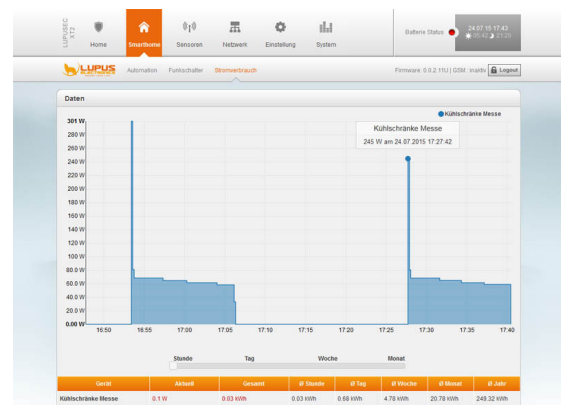 LUPUSEC
XT2
Home
Smarthome
Sensoren
Netzwerk
Einstellung
System
Batterie Status
24.07.15 17:43
05:42 21:20
LUPUS
ELECTRONICS
Automation
Funkschalter
Stromverbrauch
Firmware: 0.0.2.11U | GSM: inaktiv
Logout
Daten
Kühlschränke Messe
301 W
280 W
260 W
240 W
220 W
200 W
180 W
160 W
140 W
120 W
100 W
80.0 W
60.0 W
40.0 W
20.0 W
0.00 W
Kühlschränke Messe
245 W am 24.07.2015 17:27:42
16:50 16:55 17:00 17:05 17:10 17:15 17:20 17:25 17:30 17:35 17:40
Stunde Tag Woche Monat
Gerät Aktuell Gesamt Ø Stunde Ø Tag Ø Woche Ø Monat Ø Jahr
Kühlschränke Messe 0.1 W 0.03 kWh 0.03 kWh 0.68 kWh 4.78 kWh 20.78 kWh 249.32 kWh